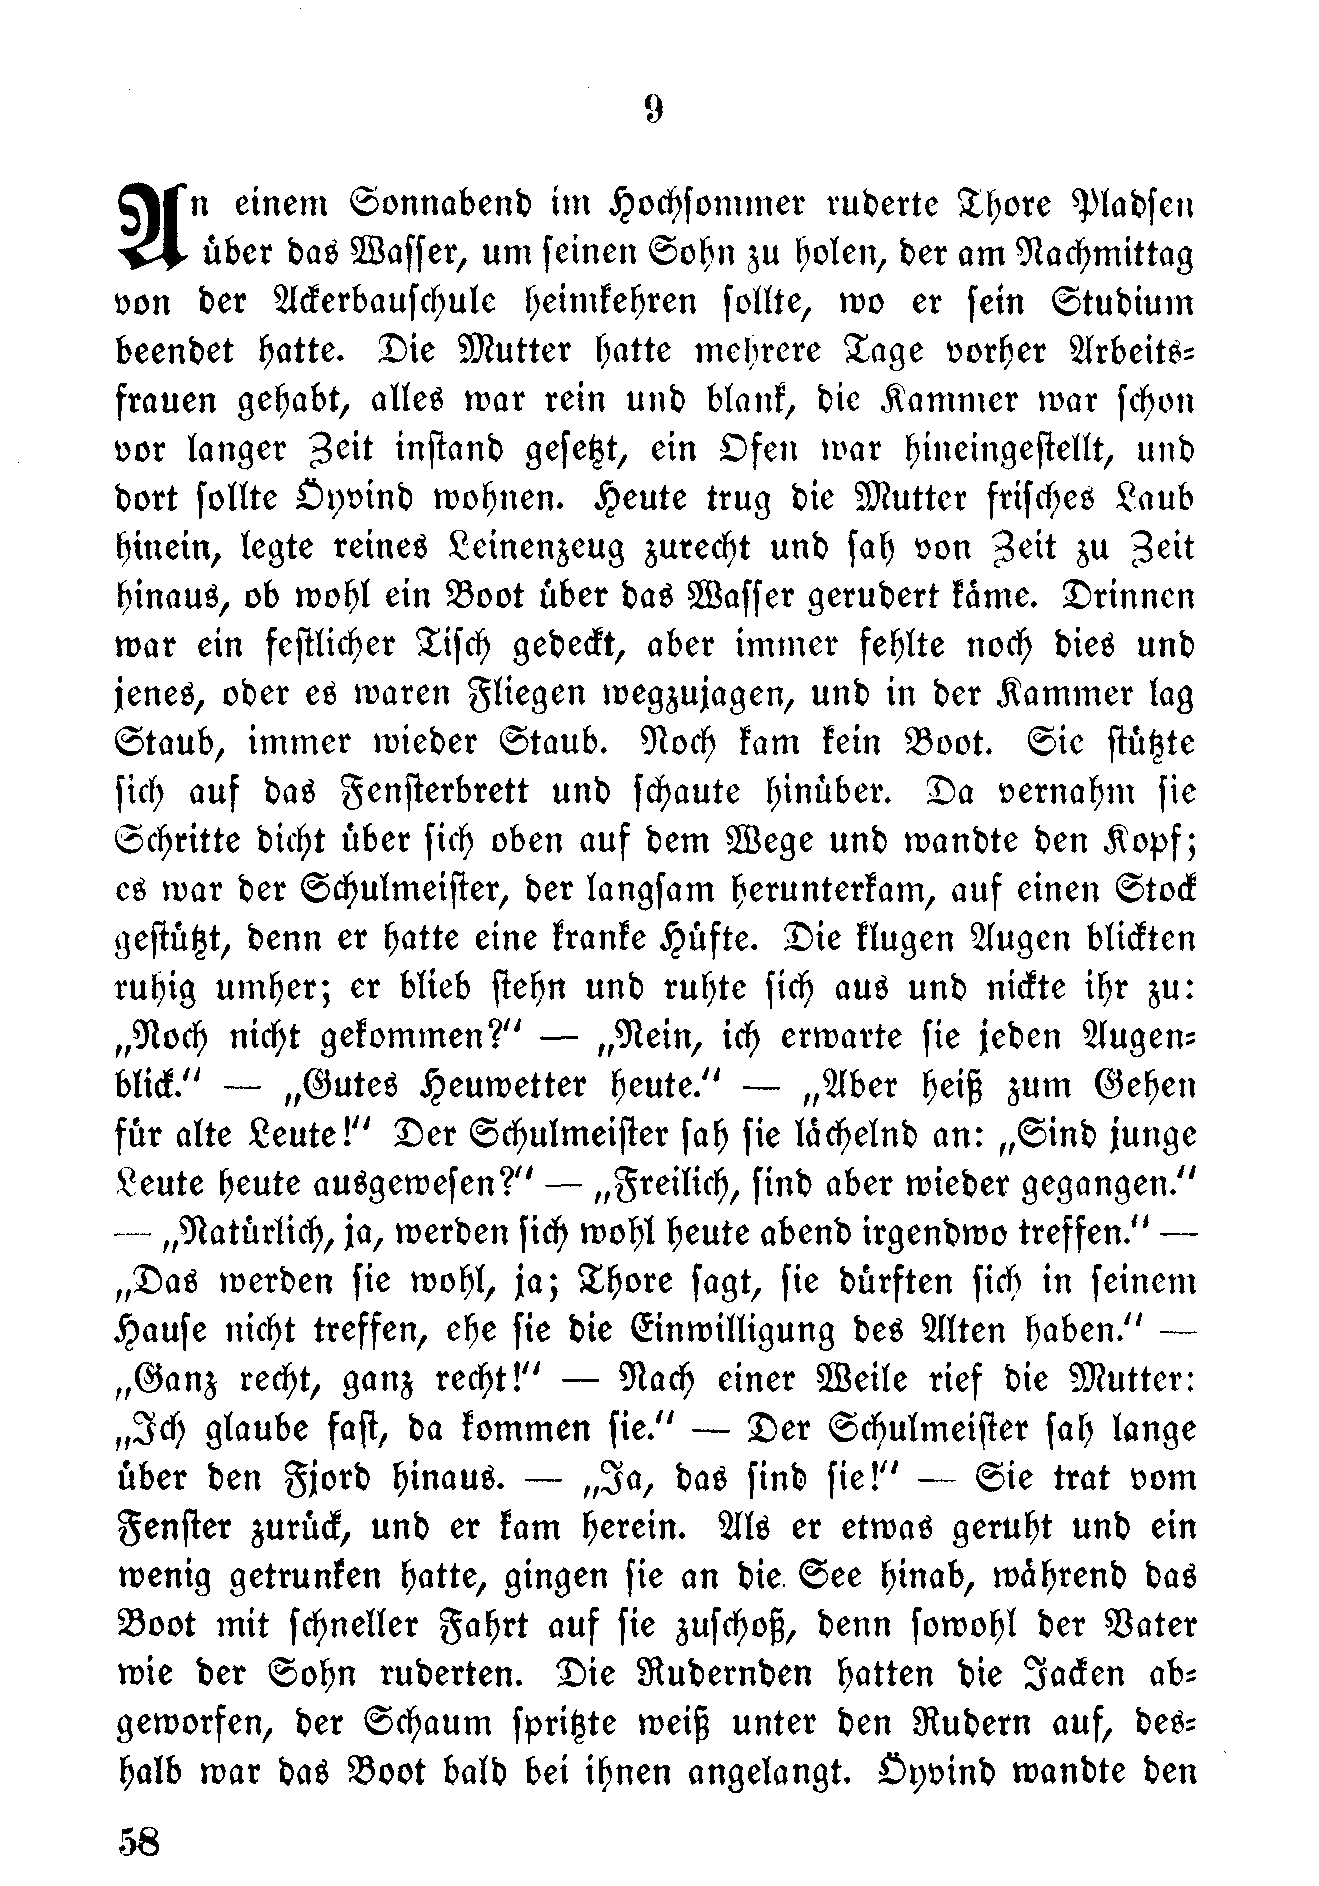 9
An einem Sonnabend im Hochsommer ruderte Thore Pladsen
über das Wasser, um seinen Sohn zu holen, der am Nachmittag
von der Ackerbauschule heimkehren sollte, wo er sein Studium
beendet hatte. Die Mutter hatte mehrere Tage vorher Arbeits-
frauen gehabt, alles war rein und blank, die Kammer war schon
vor langer Zeit instand gesetzt, ein Ofen war hineingestellt, und
dort sollte Öyvind wohnen. Heute trug die Mutter frisches Laub
hinein, legte reines Leinenzeug zurecht und sah von Zeit zu Zeit
hinaus, ob wohl ein Boot über das Wasser gerudert käme. Drinnen
war ein festlicher Tisch gedeckt, aber immer fehlte noch dies und
jenes, oder es waren Fliegen wegzujagen, und in der Kammer lag
Staub, immer wieder Staub. Noch kam kein Boot. Sie stützte
sich auf das Fensterbrett und schaute hinüber. Da vernahm sie
Schritte dicht über sich oben auf dem Wege und wandte den Kopf;
es war der Schulmeister, der langsam herunterkam, auf einen Stock
gestützt, denn er hatte eine kranke Hüfte. Die klugen Augen blickten
ruhig umher; er blieb stehn und ruhte sich aus und nickte ihr zu:
„Noch nicht gekommen?“ — „Nein, ich erwarte sie jeden Augen-
blick.“ — „Gutes Heuwetter heute.“ — „Aber heiß zum Gehen
für alte Leute!“ Der Schulmeister sah sie lächelnd an: „Sind junge
Leute heute ausgewesen?“ — „Freilich, sind aber wieder gegangen.“
— „Natürlich, ja, werden sich wohl heute abend irgendwo treffen.“ —
„Das werden sie wohl, ja; Thore sagt, sie dürften sich in seinem
Hause nicht treffen, ehe sie die Einwilligung des Alten haben.“ —
„Ganz recht, ganz recht!“ — Nach einer Weile rief die Mutter:
„Ich glaube fast, da kommen sie.“ — Der Schulmeister sah lange
über den Fjord hinaus. — „Ja, das sind sie!“ — Sie trat vom
Fenster zurück, und er kam herein. Als er etwas geruht und ein
wenig getrunken hatte, gingen sie an die See hinab, während das
Boot mit schneller Fahrt auf sie zuschoß, denn sowohl der Vater
wie der Sohn ruderten. Die Rudernden hatten die Jacken ab-
geworfen, der Schaum spritzte weiß unter den Rudern auf, des-
halb war das Boot bald bei ihnen angelangt. Öyvind wandte den
58